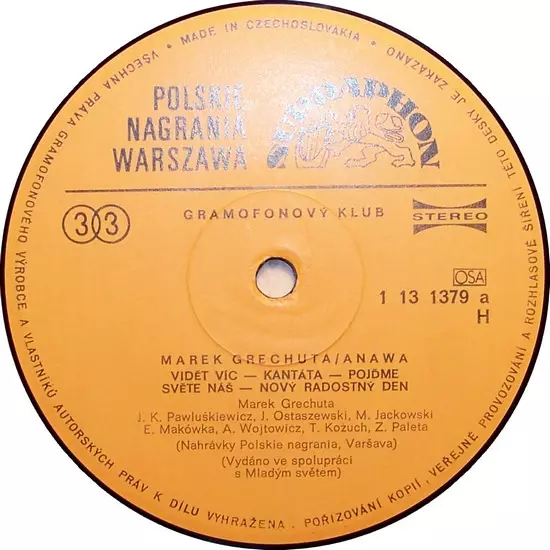 VŠECHNA PRÁVA GRAMOFONOVÉHO VÝROBCE A VLASTNÍKŮ AUTORSKÝCH PRÁV K DÍLU VYHRAŽENA. POŘIZOVÁNÍ KOPIÍ, VEŘEJNÉ PROVOZOVÁNÍ A ROZHLASOVÉ ŠÍŘENÍ TÉTO DESKY JE ZAKÁZÁNO
• MADE IN CZECHOSLOVAKIA •
POLSKIE
NAGRANIA
WARSZAWA
SUPRAPHON
33
GRAMOFONOVÝ KLUB
STEREO
OSA
1 13 1379 a
H
MAREK GRECHUTA/ANAWA
VIDĚT VÍC — KANTÁTA — POJĎME
SVĚTE NÁŠ — NOVÝ RADOSTNÝ DEN
Marek Grechuta
J. K. Pawluśkiewicz, J. Ostaszewski, M. Jackowski
E. Makówka, A. Wojtowicz, T. Kożuch, Z. Paleta
(Nahrávky Polskie nagrania, Varšava)
(Vydáno ve spolupráci
s Mladým světem)